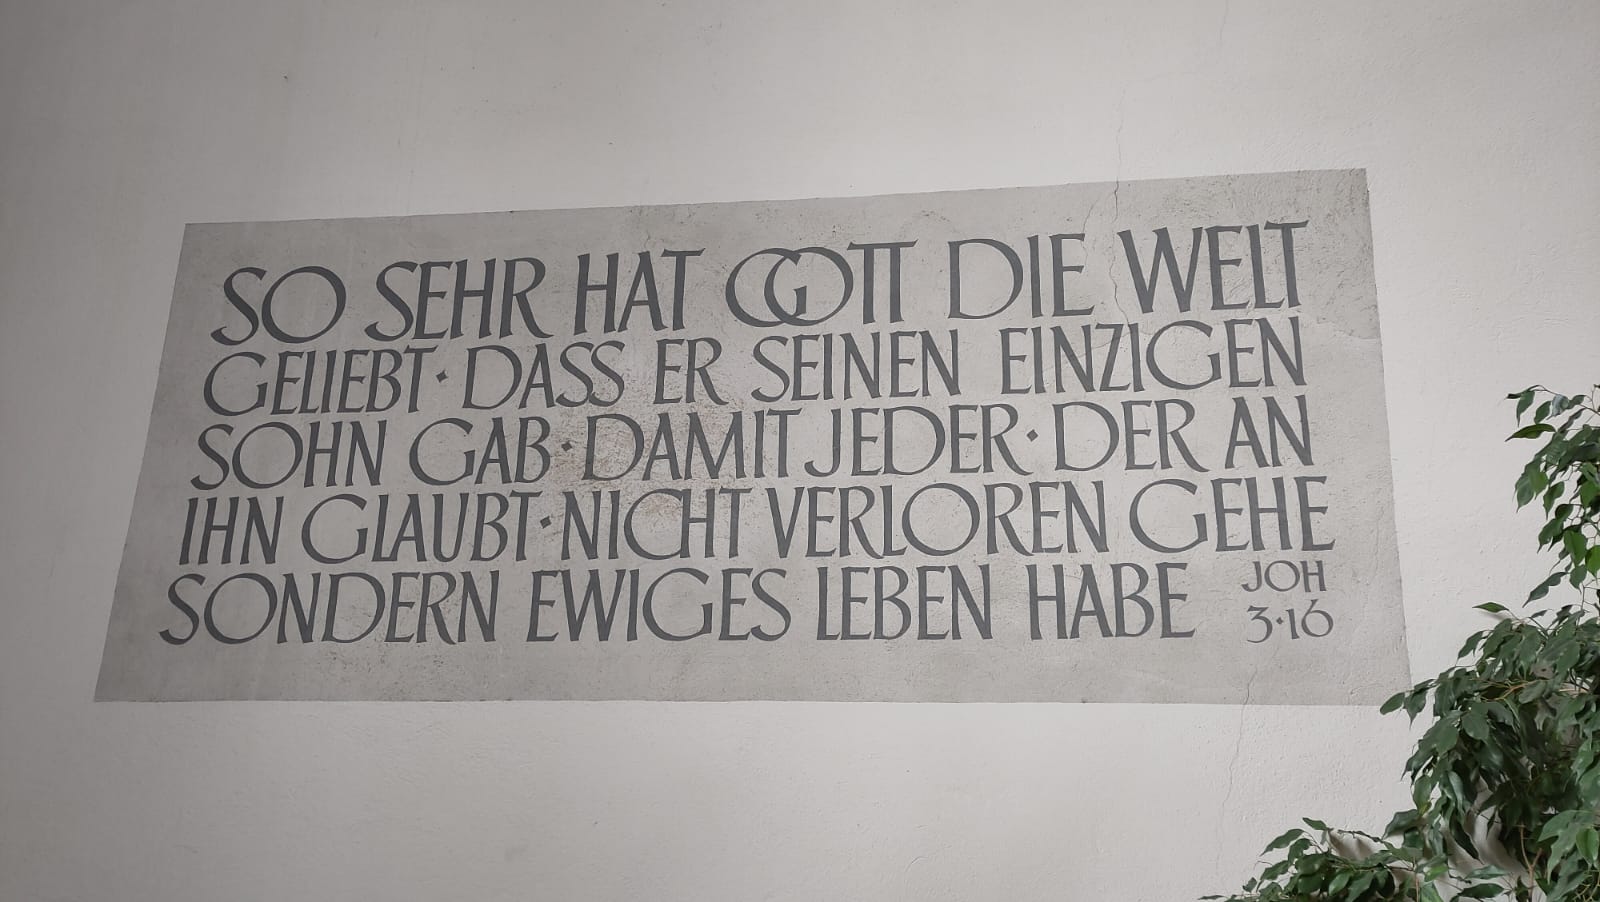 SO SEHR HAT GOTT DIE WELT
GELIEBT · DASS ER SEINEN EINZIGEN
SOHN GAB · DAMIT JEDER · DER AN
IHN GLAUBT · NICHT VERLOREN GEHE
SONDERN EWIGES LEBEN HABE
JOH
3·16